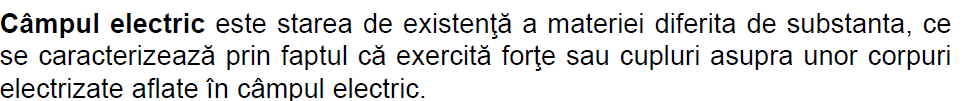 Câmpul electric este starea de existenţă a materiei diferita de substanta, ce
se caracterizează prin faptul că exercită forţe sau cupluri asupra unor corpuri
electrizate aflate în câmpul electric.